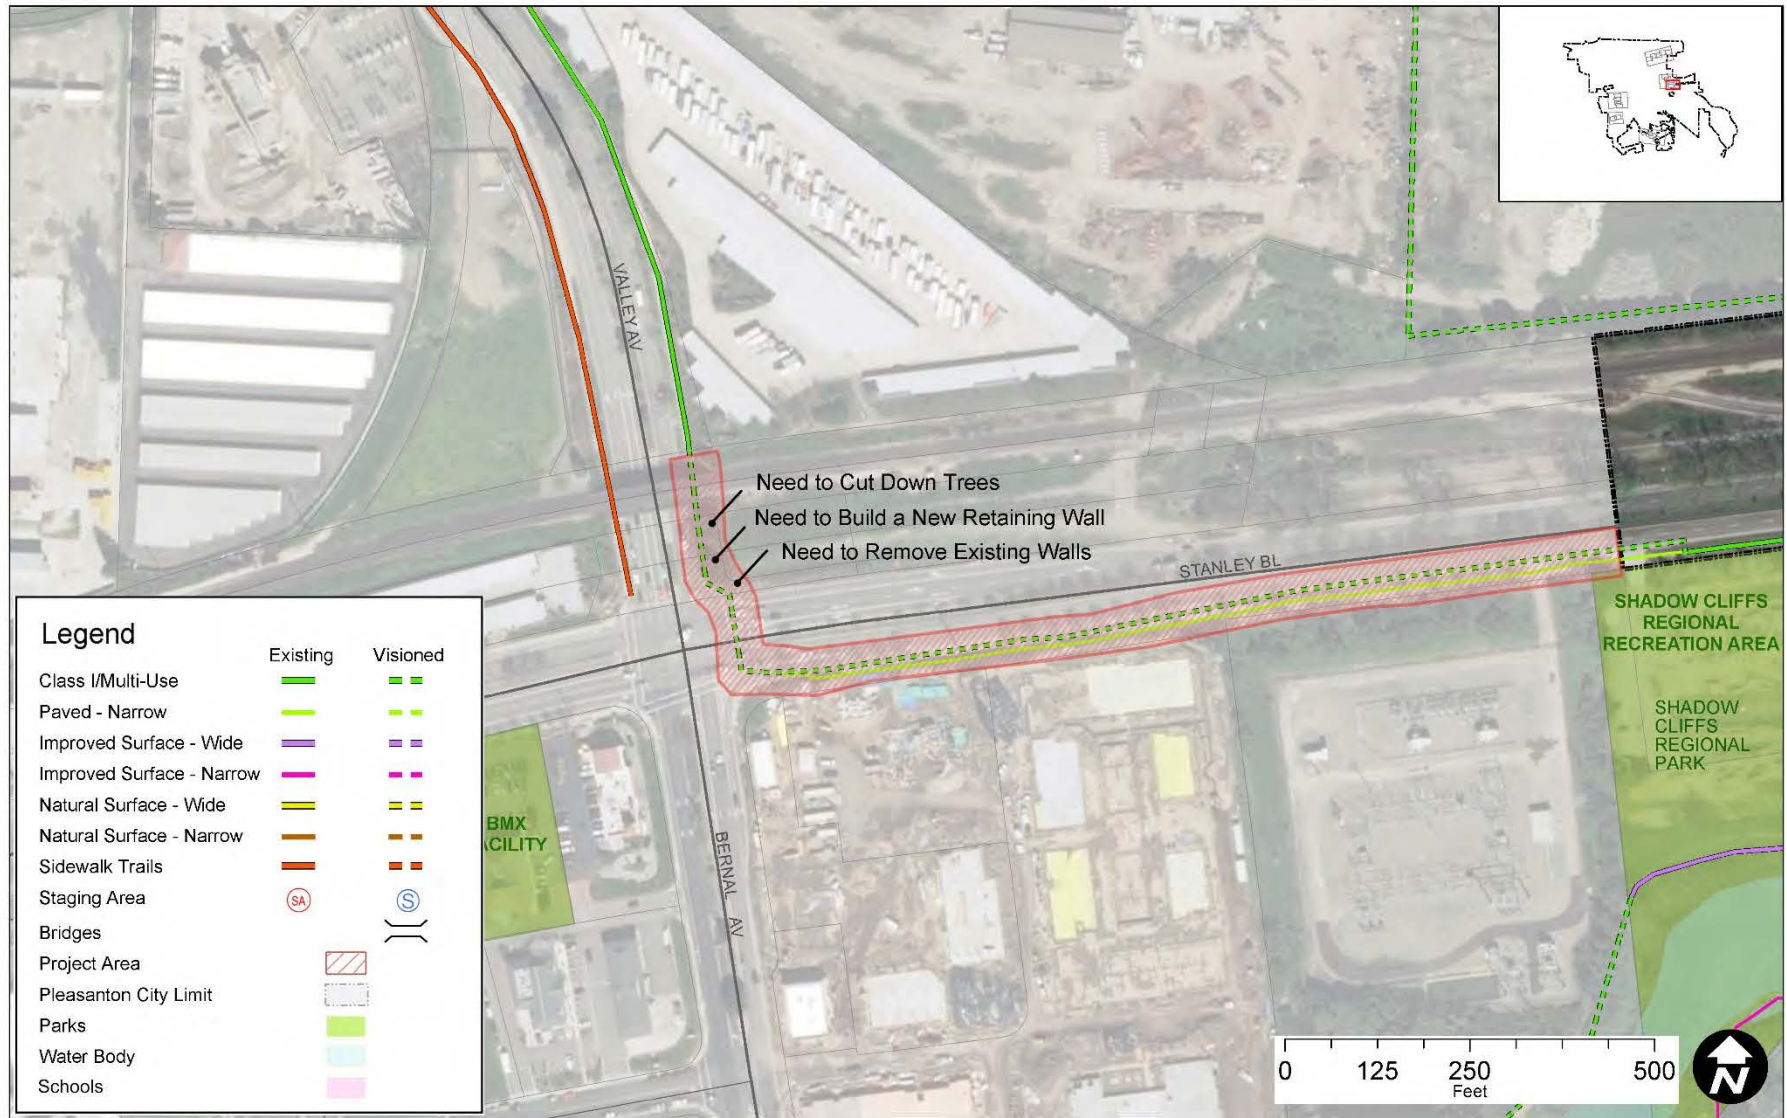 VALLEY AV
Need to Cut Down Trees
Need to Build a New Retaining Wall
Need to Remove Existing Walls
STANLEY BL
SHADOW CLIFFS
REGIONAL
RECREATION AREA
SHADOW
CLIFFS
REGIONAL
PARK
BMX
ACILITY
BERNAL AV
Legend
Existing Visioned
Class I/Multi-Use
Paved - Narrow
Improved Surface - Wide
Improved Surface - Narrow
Natural Surface - Wide
Natural Surface - Narrow
Sidewalk Trails
Staging Area SA S
Bridges
Project Area
Pleasanton City Limit
Parks
Water Body
Schools
0 125 250 500
Feet
N